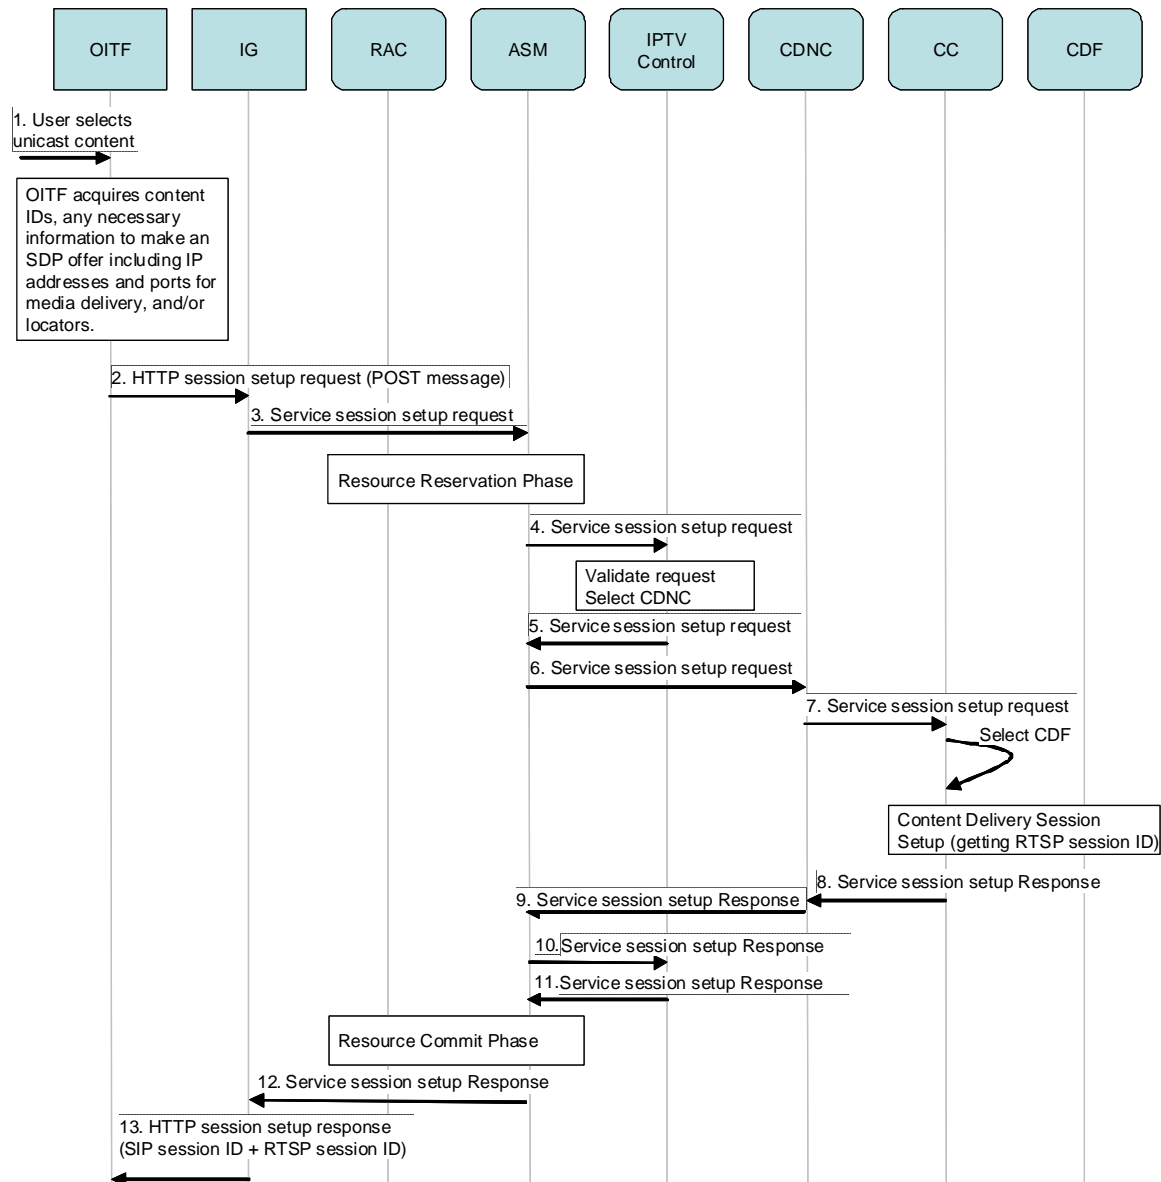 OITF
IG
RAC
ASM
IPTV
Control
CDNC
CC
CDF
1. User selects
unicast content
OITF acquires content
IDs, any necessary
information to make an
SDP offer including IP
addresses and ports for
media delivery, and/or
locators.
2. HTTP session setup request (POST message)
3. Service session setup request
Resource Reservation Phase
4. Service session setup request
Validate request
Select CDNC
5. Service session setup request
6. Service session setup request
7. Service session setup request
Select CDF
Content Delivery Session
Setup (getting RTSP session ID)
8. Service session setup Response
9. Service session setup Response
10. Service session setup Response
11.Service session setup Response
Resource Commit Phase
12. Service session setup Response
13. HTTP session setup response
(SIP session ID + RTSP session ID)